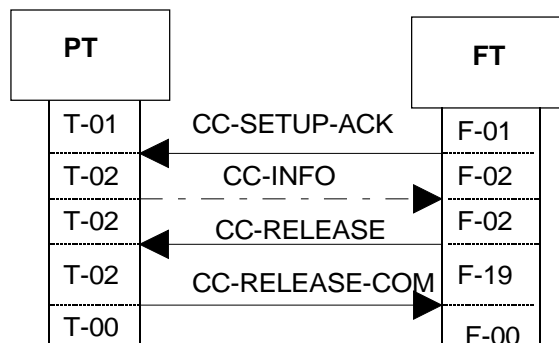 PT
FT
T-01 CC-SETUP-ACK F-01
T-02 CC-INFO F-02
T-02 CC-RELEASE F-02
T-02 CC-RELEASE-COM F-19
T-00 F-00